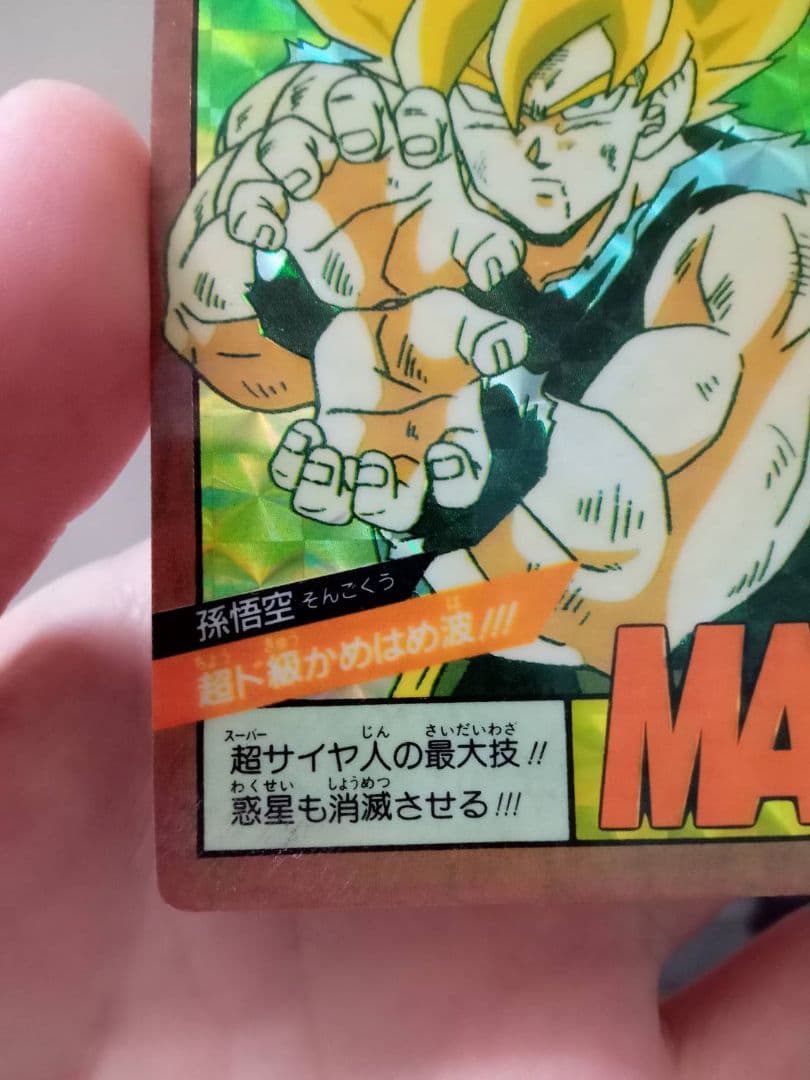 孫悟空 そんごくう
超ド級かめはめ波!!!
超サイヤ人の最大技!!
惑星も消滅させる!!!
MA